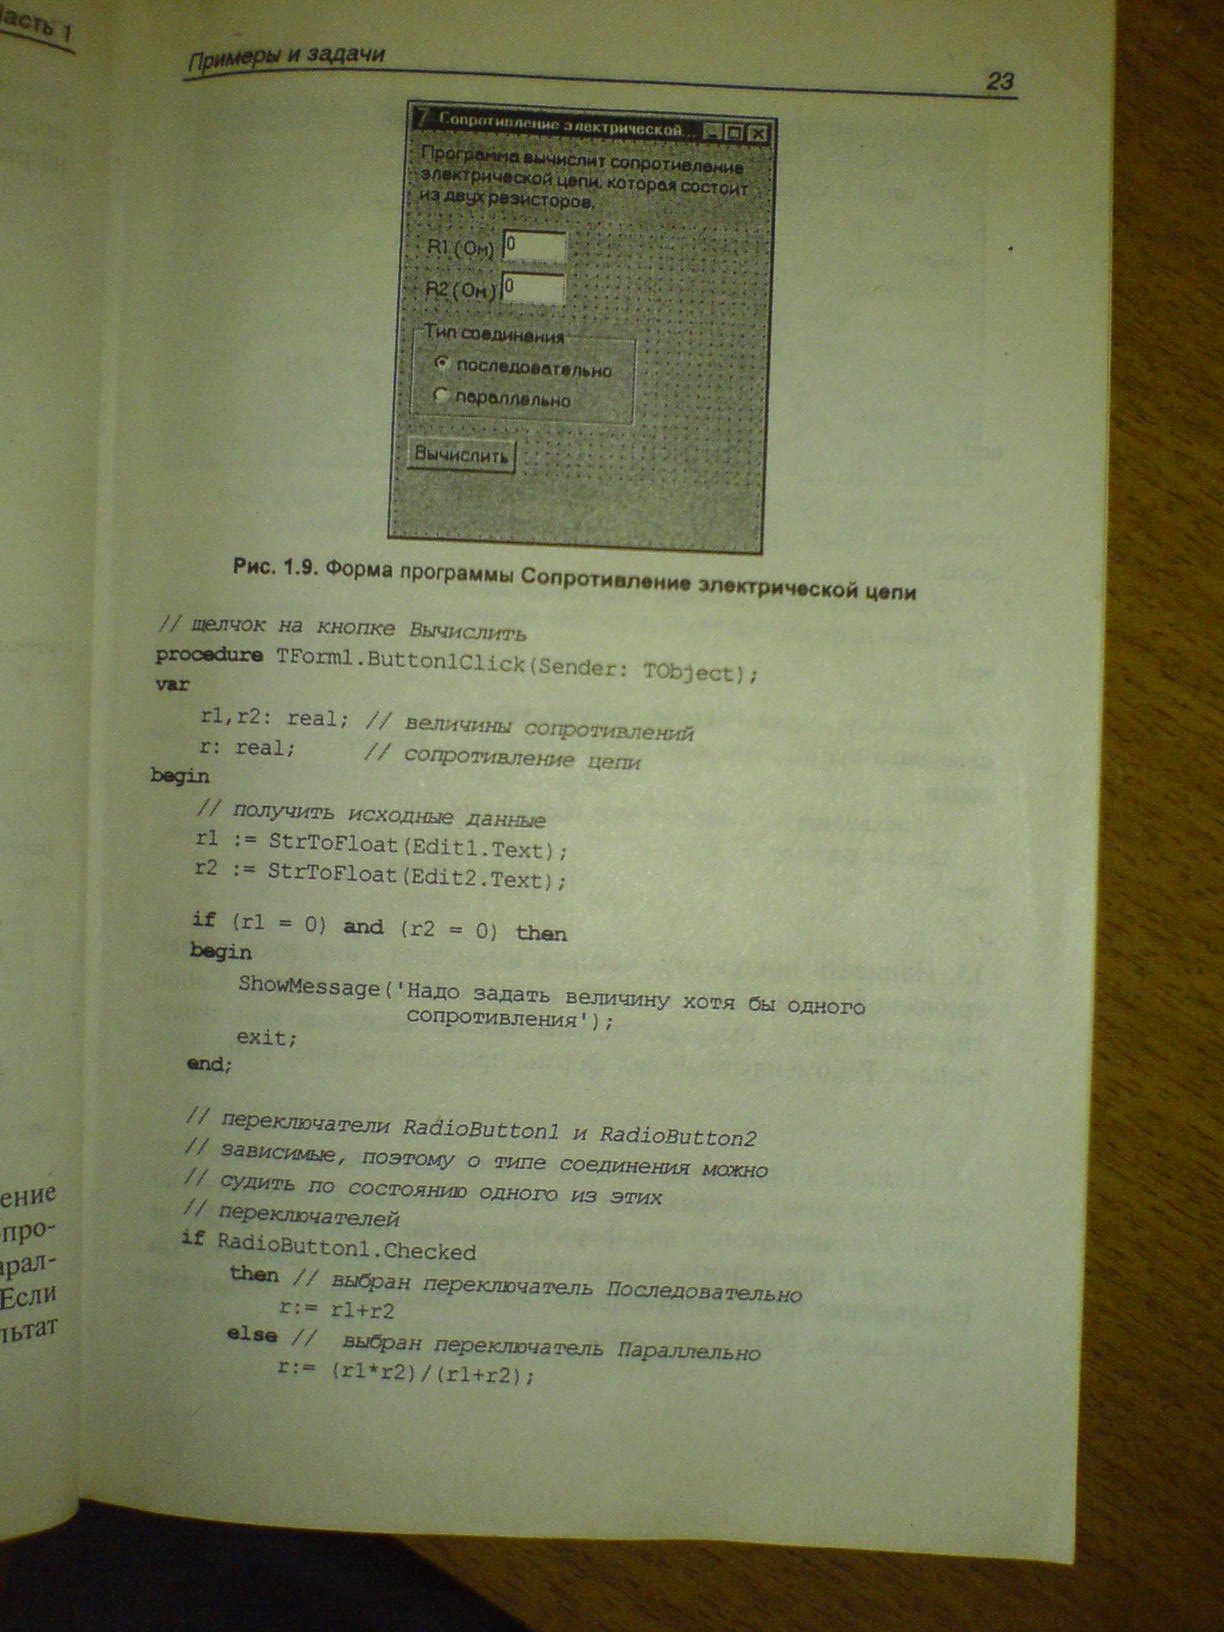 Часть 1
ение
опро-
арал-
Если
льтат
Примеры и задачи
23
7 Сопротивление электрической...
Программа вычислит сопротивление
электрической цепи, которая состоит
из двух резисторов.
R1 (Ом) 0
R2 (Ом) 0
Тип соединения
последовательно
параллельно
Вычислить
Рис. 1.9. Форма программы Сопротивление электрической цепи
// щелчок на кнопке Вычислить
procedure TForm1.Button1Click(Sender: TObject);
var
r1,r2: real; // величины сопротивлений
r: real; // сопротивление цепи
begin
// получить исходные данные
r1 := StrToFloat(Edit1.Text);
r2 := StrToFloat(Edit2.Text);
if (r1 = 0) and (r2 = 0) then
begin
ShowMessage('Надо задать величину хотя бы одного
сопротивления');
exit;
end;
// переключатели RadioButton1 и RadioButton2
// зависимые, поэтому о типе соединения можно
// судить по состоянию одного из этих
// переключателей
if RadioButton1.Checked
then // выбран переключатель Последовательно
r:= r1+r2
else // выбран переключатель Параллельно
r:= (r1*r2)/(r1+r2);